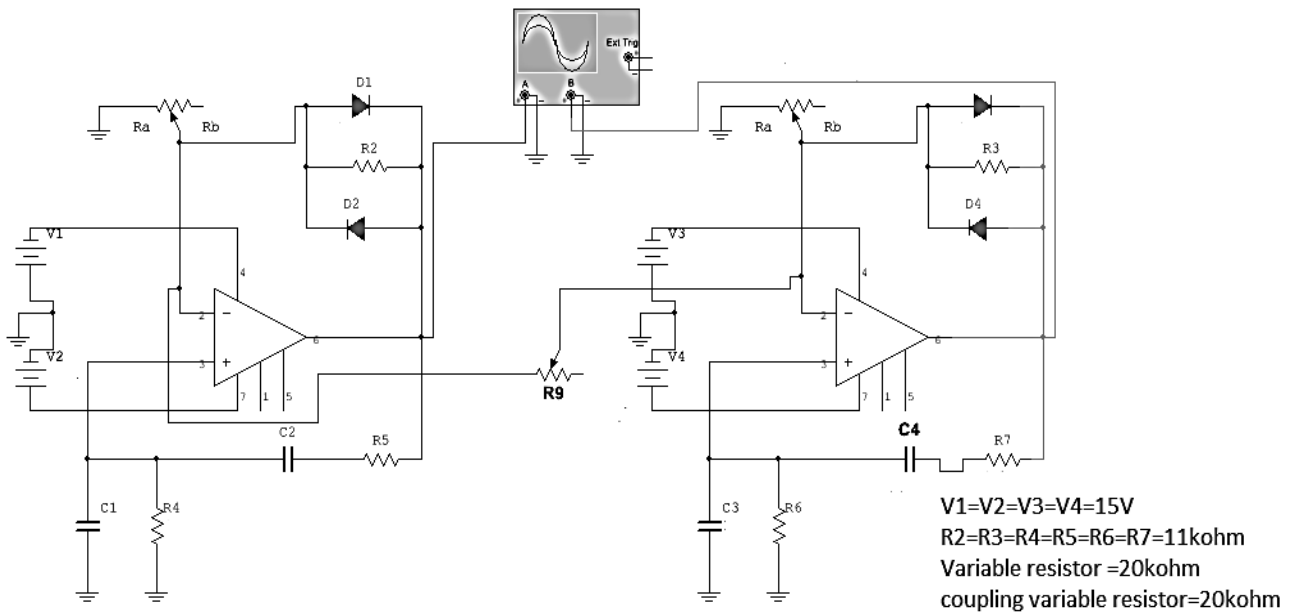 Ext Trg
+
-
A
B
+
-
+
-
D1
Ra
Rb
R2
D2
V1
4
2
-
3
+
6
7
1
5
V2
C2
R5
C1
R4
R9
Ra
Rb
R3
D4
V3
4
2
-
3
+
6
7
1
5
V4
C4
R7
C3
R6
V1=V2=V3=V4=15V
R2=R3=R4=R5=R6=R7=11kohm
Variable resistor =20kohm
coupling variable resistor=20kohm